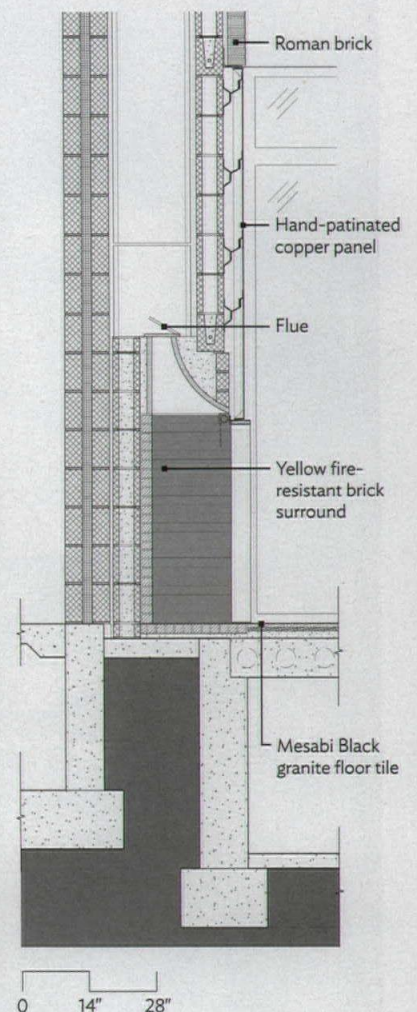 Roman brick
Hand-patinated
copper panel
Flue
Yellow fire-
resistant brick
surround
Mesabi Black
granite floor tile
0 14" 28"